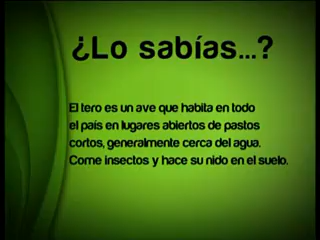 ¿Lo sabías...?
El tero es un ave que habita en todo
el país en lugares abiertos de pastos
cortos, generalmente cerca del agua.
Come insectos y hace su nido en el suelo.